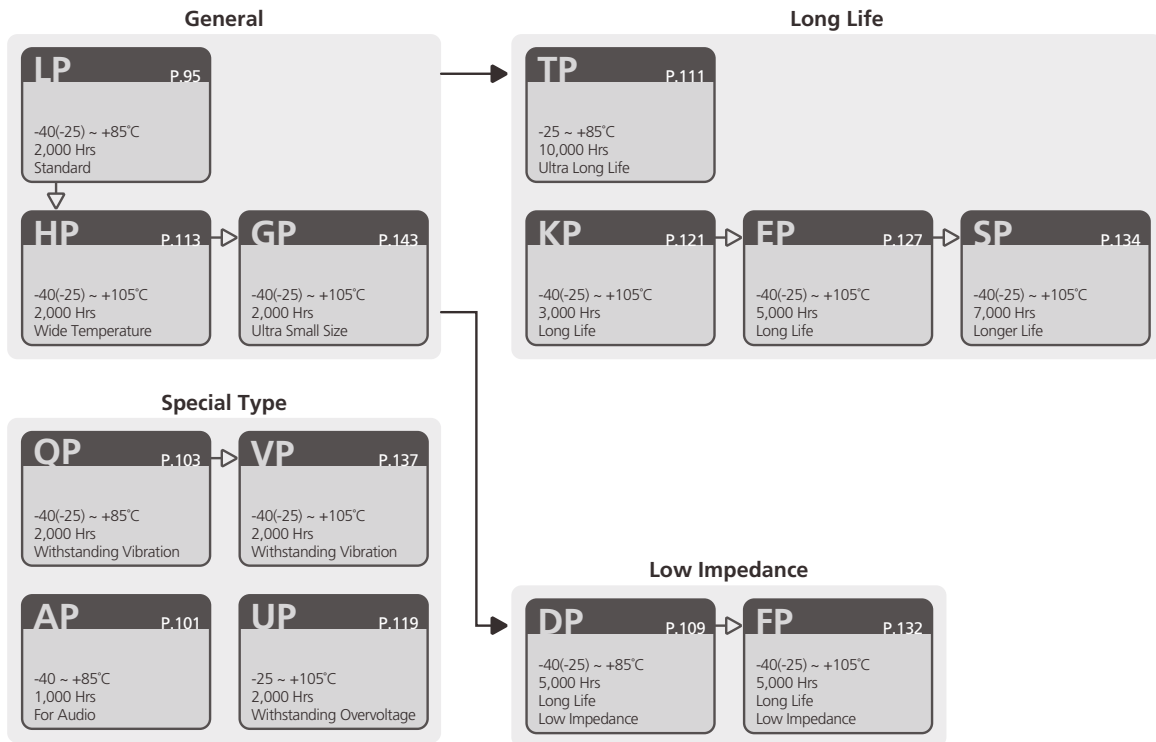 General
LP P.95
-40(-25) ~ +85°C
2,000 Hrs
Standard
HP P.113
-40(-25) ~ +105°C
2,000 Hrs
Wide Temperature
GP P.143
-40(-25) ~ +105°C
2,000 Hrs
Ultra Small Size
Long Life
TP P.111
-25 ~ +85°C
10,000 Hrs
Ultra Long Life
KP P.121
-40(-25) ~ +105°C
3,000 Hrs
Long Life
EP P.127
-40(-25) ~ +105°C
5,000 Hrs
Long Life
SP P.134
-40(-25) ~ +105°C
7,000 Hrs
Longer Life
Special Type
QP P.103
-40(-25) ~ +85°C
2,000 Hrs
Withstanding Vibration
VP P.137
-40(-25) ~ +105°C
2,000 Hrs
Withstanding Vibration
AP P.101
-40 ~ +85°C
1,000 Hrs
For Audio
UP P.119
-25 ~ +105°C
2,000 Hrs
Withstanding Overvoltage
Low Impedance
DP P.109
-40(-25) ~ +85°C
5,000 Hrs
Long Life
Low Impedance
FP P.132
-40(-25) ~ +105°C
5,000 Hrs
Long Life
Low Impedance